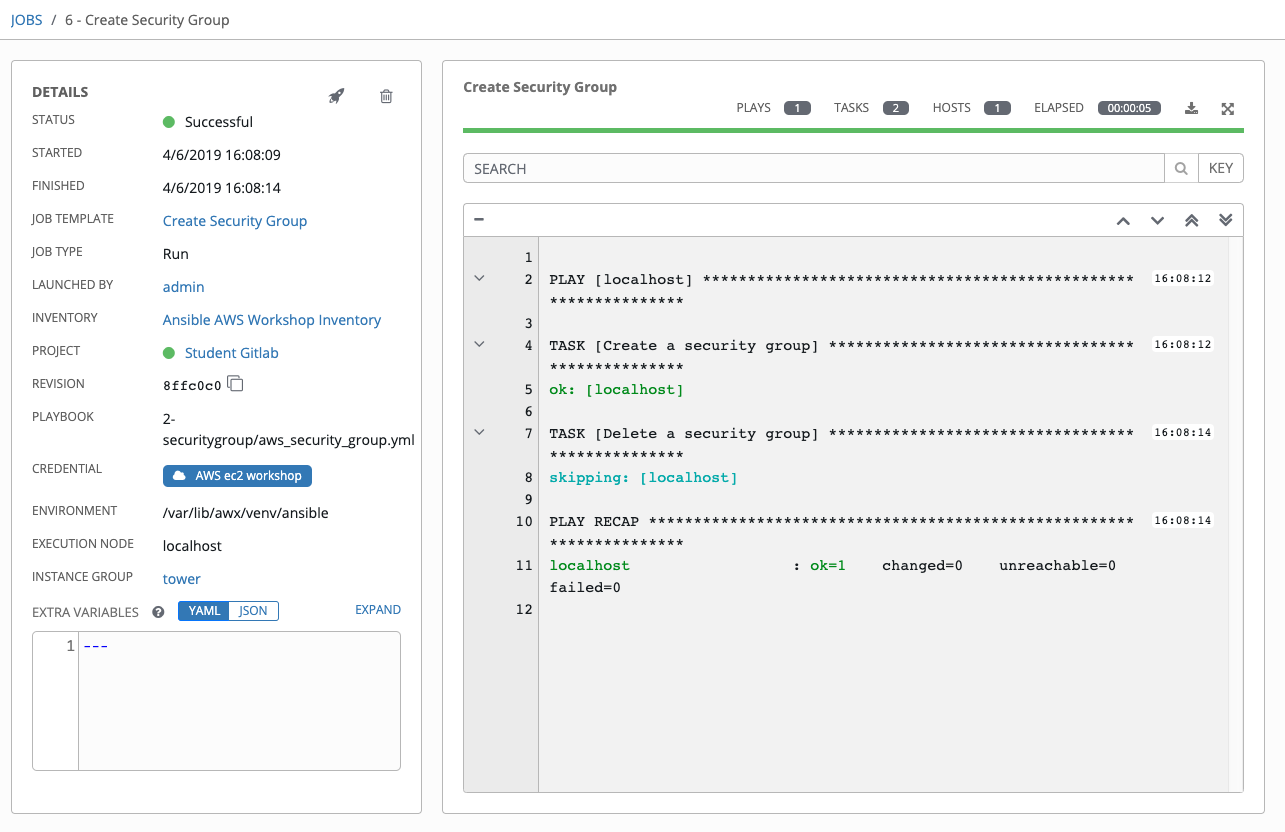 JOBS / 6 - Create Security Group
DETAILS
STATUS Successful
STARTED 4/6/2019 16:08:09
FINISHED 4/6/2019 16:08:14
JOB TEMPLATE Create Security Group
JOB TYPE Run
LAUNCHED BY admin
INVENTORY Ansible AWS Workshop Inventory
PROJECT Student Gitlab
REVISION 8ffc0c0
PLAYBOOK 2-
securitygroup/aws_security_group.yml
CREDENTIAL AWS ec2 workshop
ENVIRONMENT /var/lib/awx/venv/ansible
EXECUTION NODE localhost
INSTANCE GROUP tower
EXTRA VARIABLES ? YAML JSON EXPAND
1 ---
Create Security Group
PLAYS 1 TASKS 2 HOSTS 1 ELAPSED 00:00:05
SEARCH KEY
1
2 PLAY [localhost] ************************************************ 16:08:12
***************
3
4 TASK [Create a security group] ********************************** 16:08:12
***************
5 ok: [localhost]
6
7 TASK [Delete a security group] ********************************** 16:08:14
***************
8 skipping: [localhost]
9
10 PLAY RECAP ****************************************************** 16:08:14
***************
11 localhost : ok=1 changed=0 unreachable=0
failed=0
12